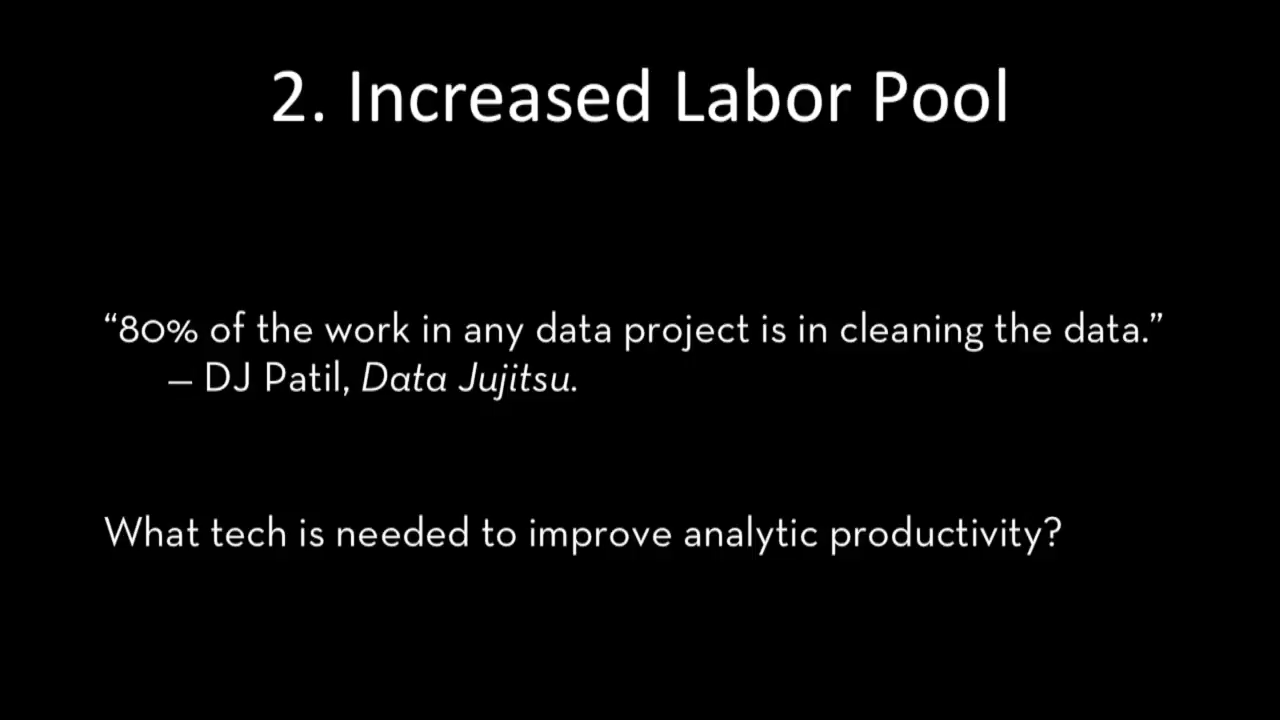 2. Increased Labor Pool
“80% of the work in any data project is in cleaning the data.”
— DJ Patil, Data Jujitsu.
What tech is needed to improve analytic productivity?